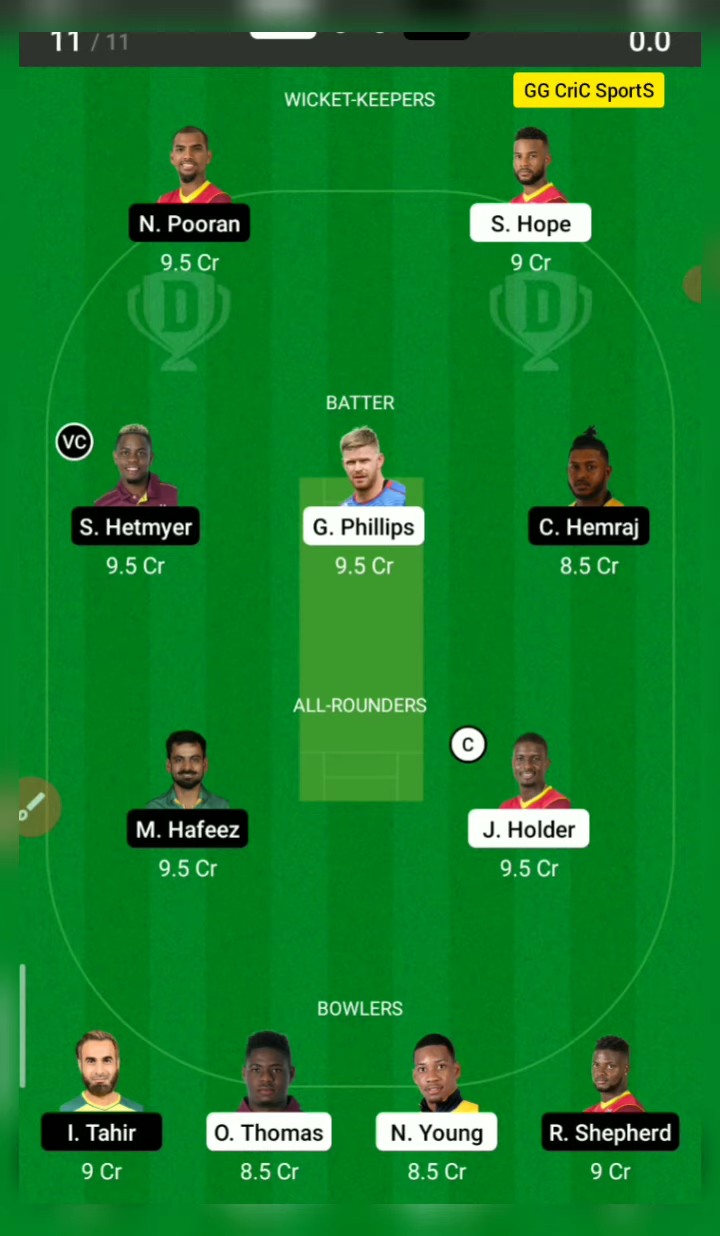 11 / 11
0.0
GG CriC SportS
WICKET-KEEPERS
N. Pooran
S. Hope
9.5 Cr
9 Cr
D
D
BATTER
VC
S. Hetmyer
G. Phillips
C. Hemraj
9.5 Cr
9.5 Cr
8.5 Cr
ALL-ROUNDERS
C
M. Hafeez
J. Holder
9.5 Cr
9.5 Cr
BOWLERS
I. Tahir
O. Thomas
N. Young
R. Shepherd
9 Cr
8.5 Cr
8.5 Cr
9 Cr